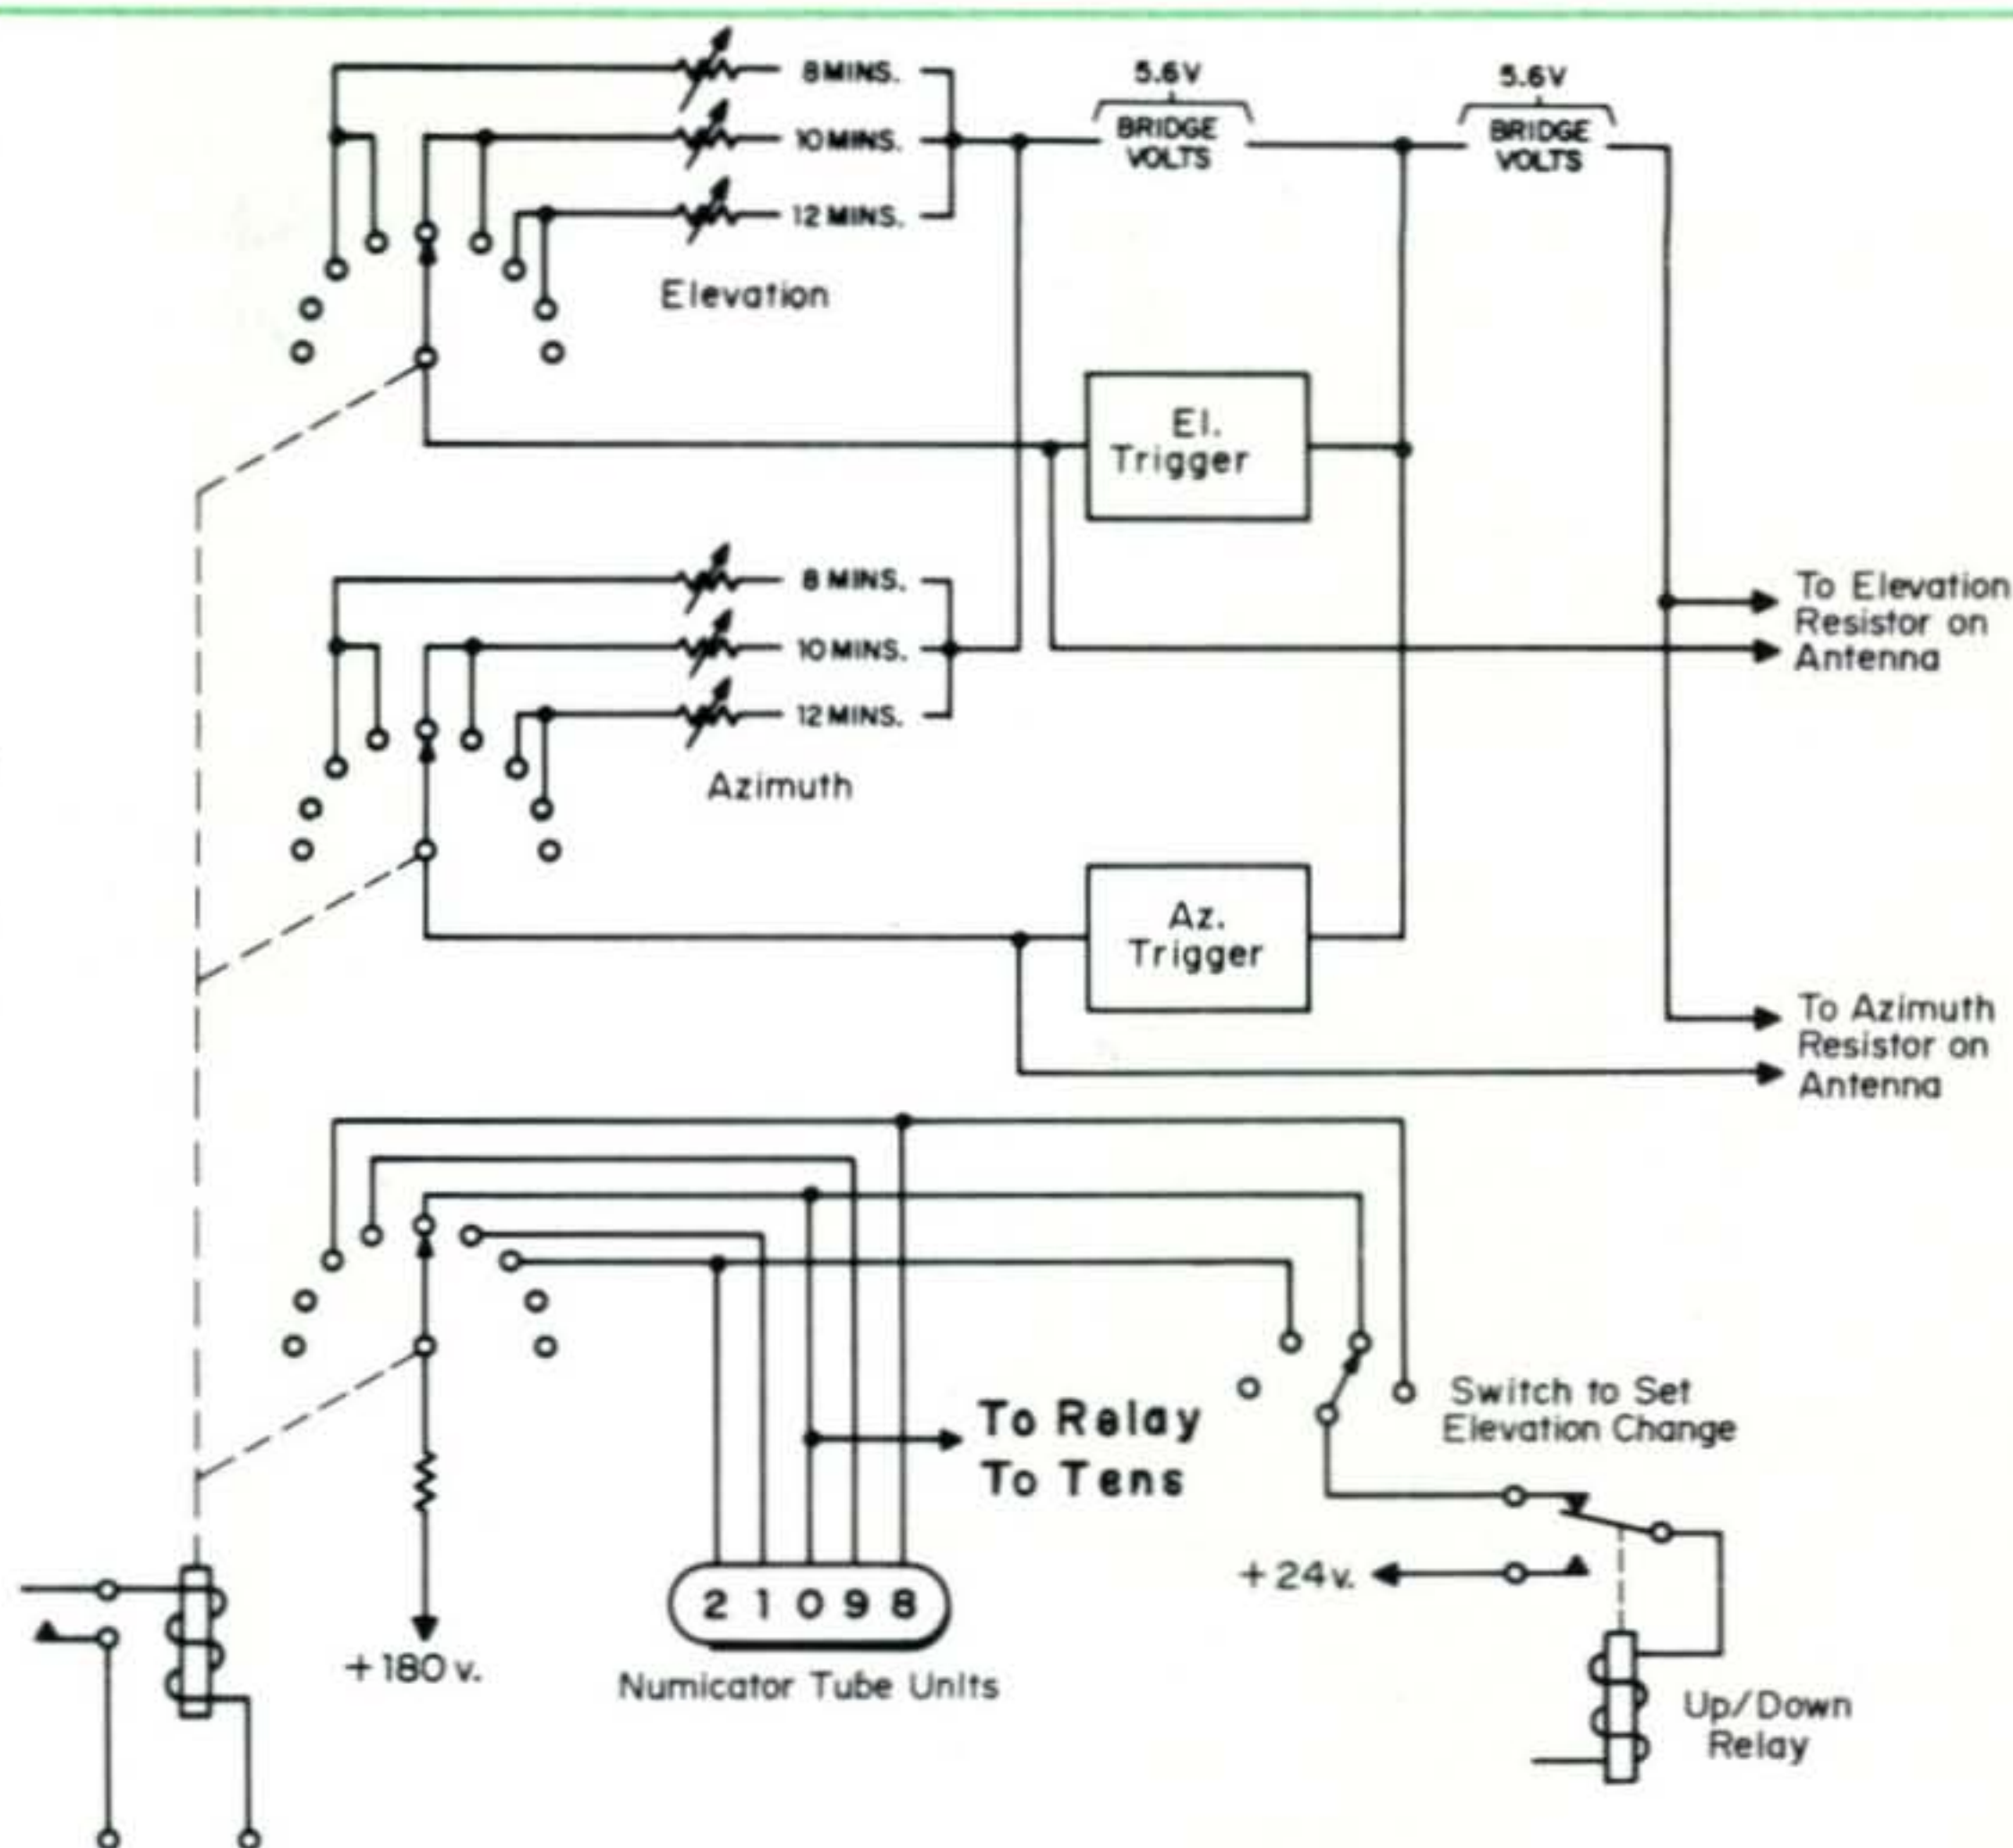 8 MINS.
5.6V
5.6V
10 MINS.
BRIDGE
VOLTS
BRIDGE
VOLTS
12 MINS.
Elevation
El.
Trigger
8 MINS.
To Elevation
Resistor on
Antenna
10 MINS.
12 MINS.
Azimuth
Az.
Trigger
To Azimuth
Resistor on
Antenna
To Relay
To Tens
Switch to Set
Elevation Change
+24v.
2 1 0 9 8
+180 v.
Numicator Tube Units
Up/Down
Relay